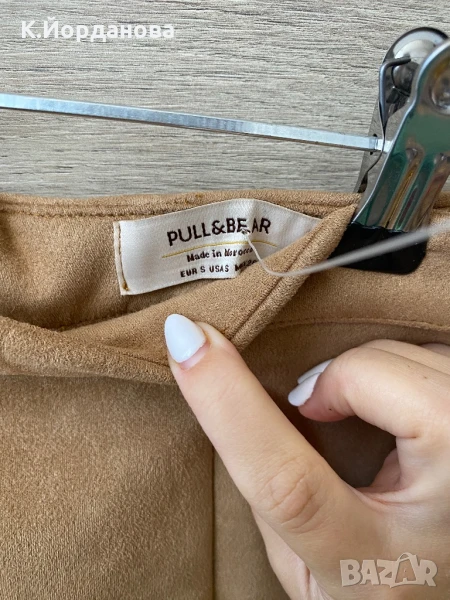 К.Йорданова
PULL&BEAR
Made in Morocco
EUR S USA S
BAZAR